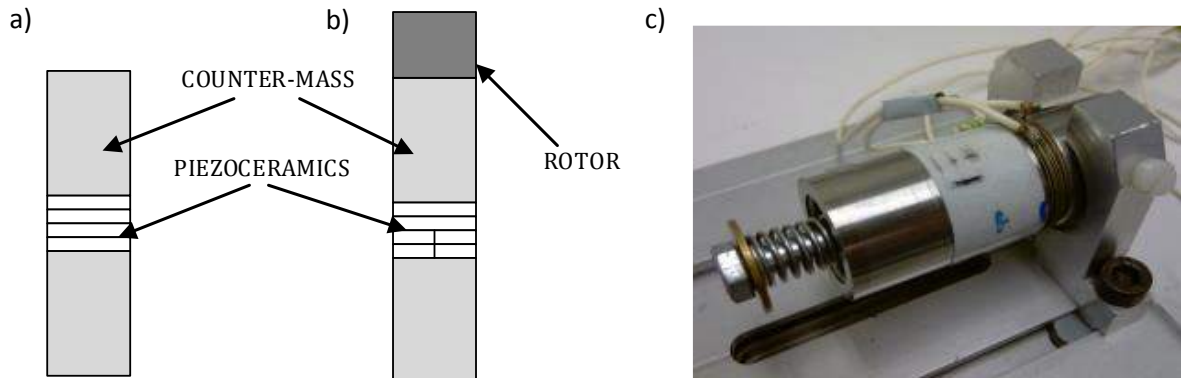 a)
b)
c)
COUNTER-MASS
PIEZOCERAMICS
ROTOR